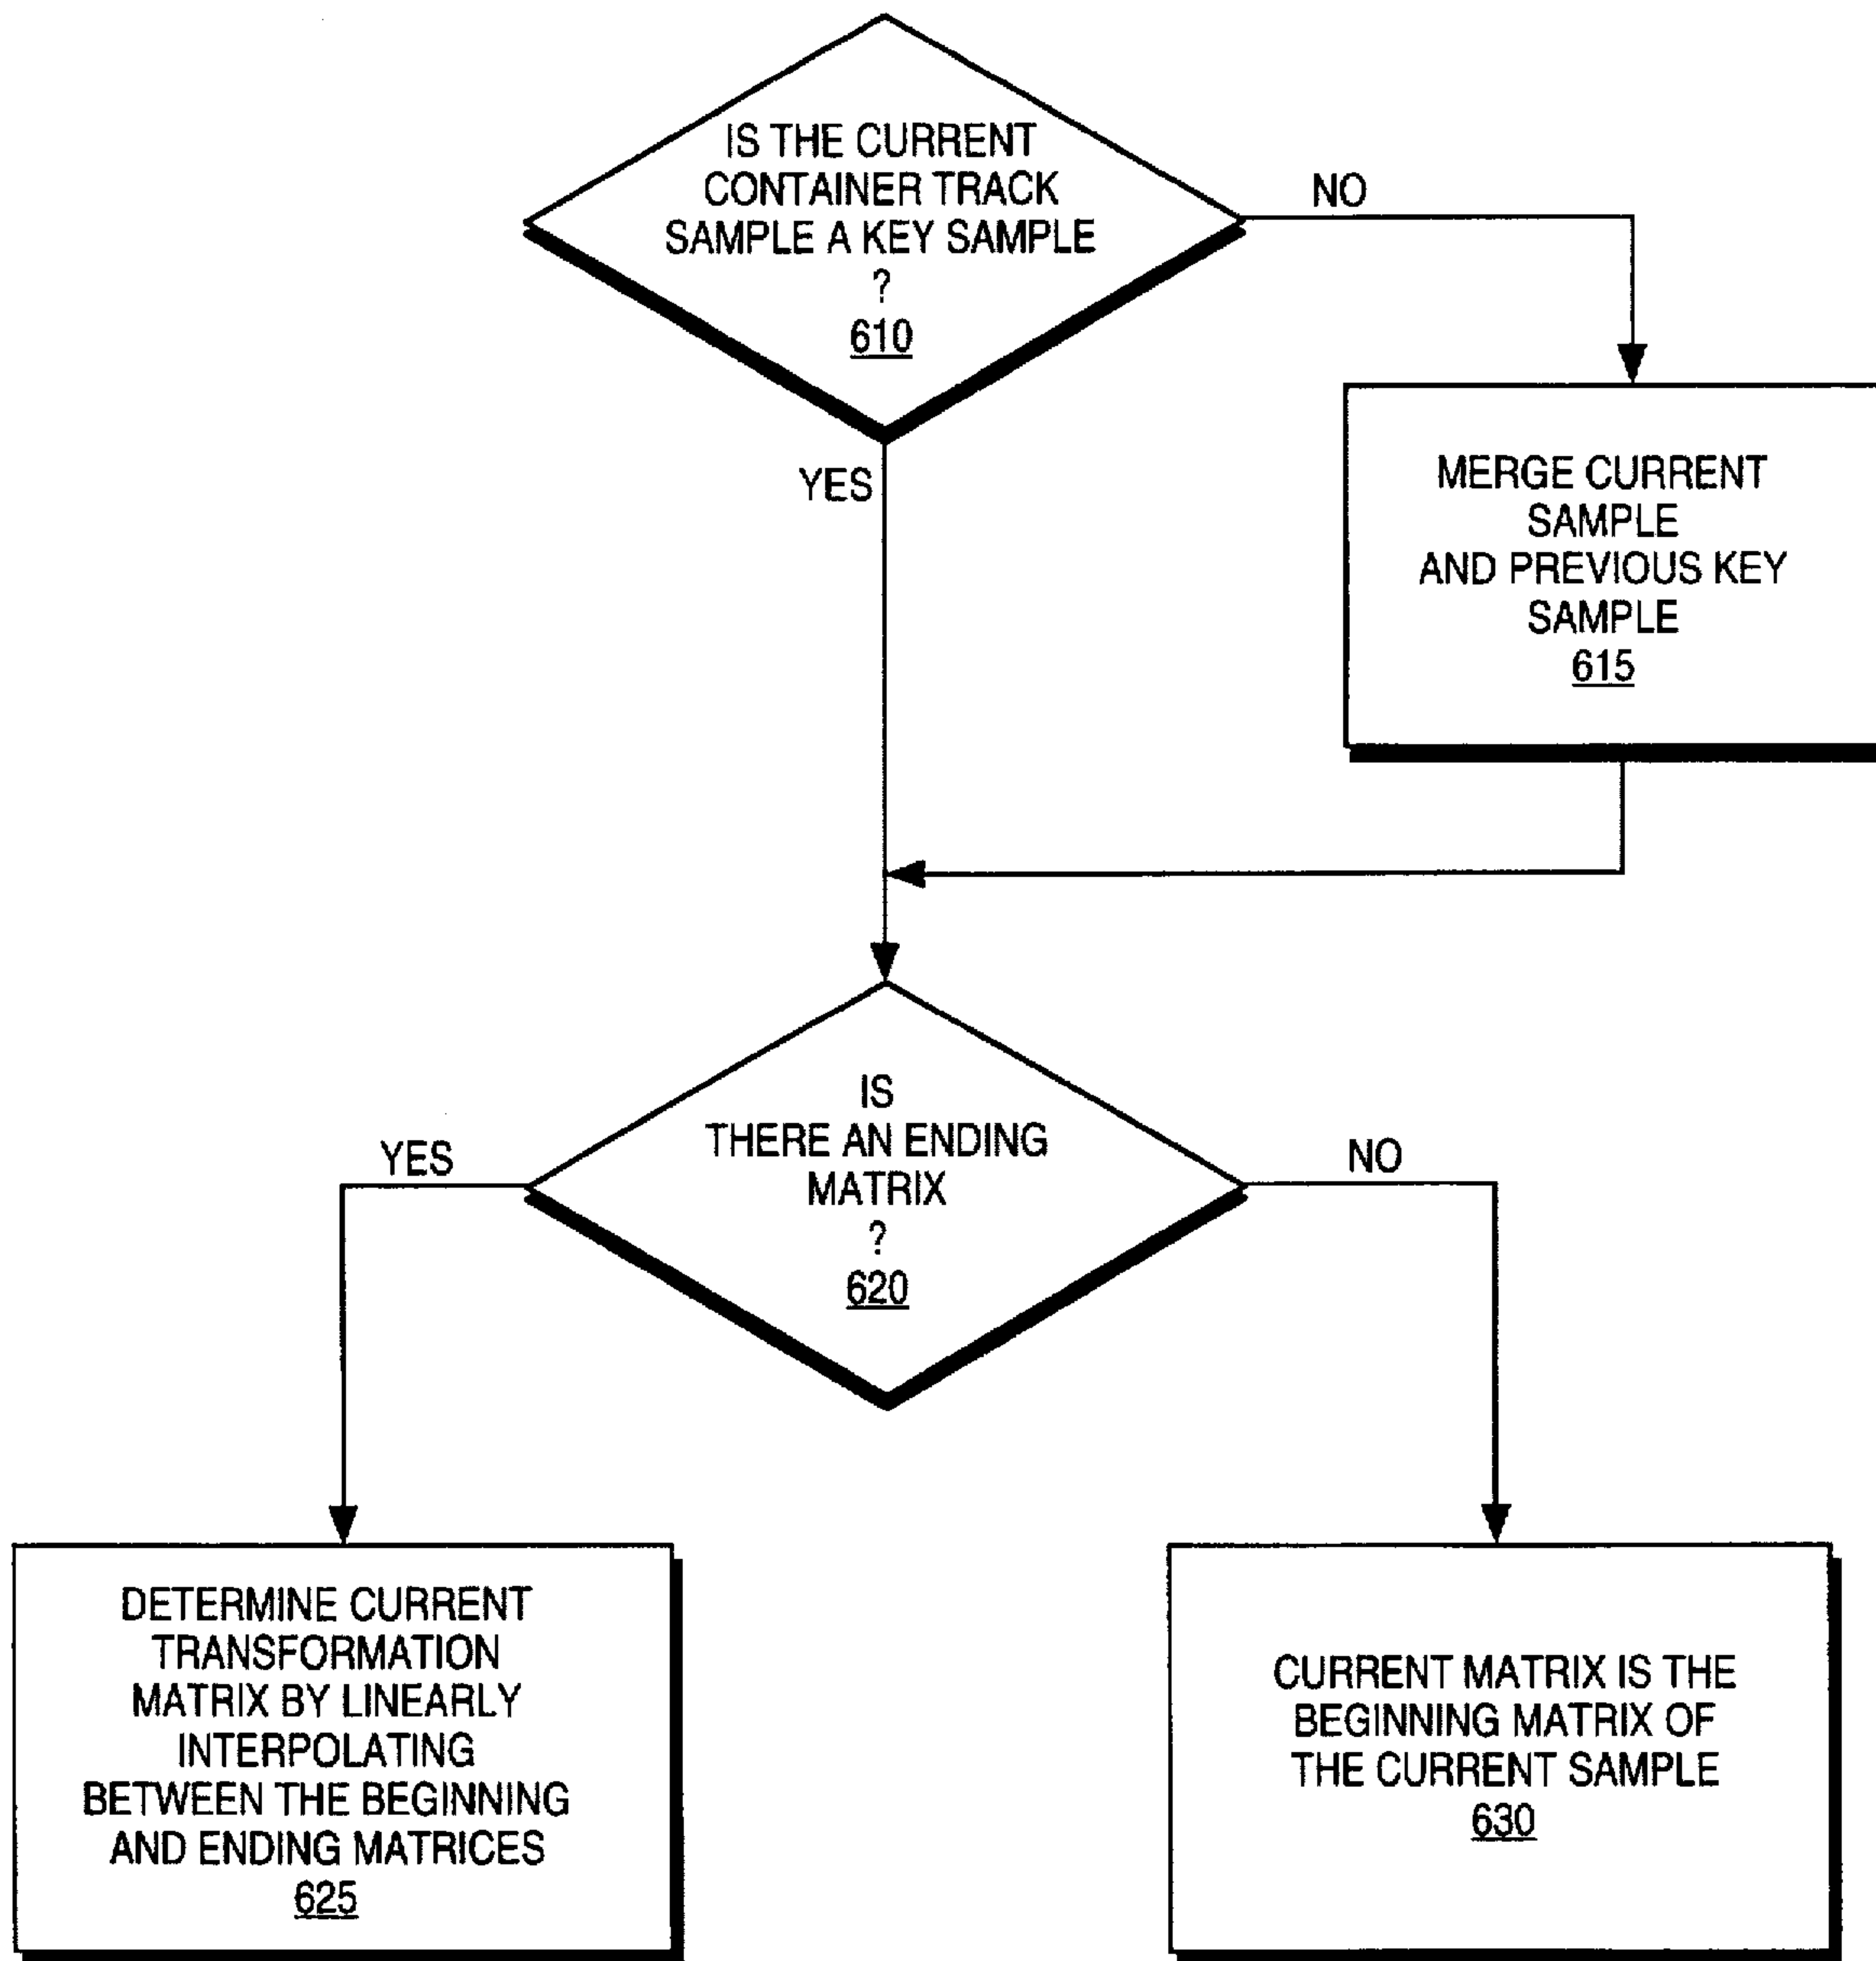 IS THE CURRENT
CONTAINER TRACK
SAMPLE A KEY SAMPLE
?
610
NO
YES
MERGE CURRENT
SAMPLE
AND PREVIOUS KEY
SAMPLE
615
IS
THERE AN ENDING
MATRIX
?
620
YES
NO
DETERMINE CURRENT
TRANSFORMATION
MATRIX BY LINEARLY
INTERPOLATING
BETWEEN THE BEGINNING
AND ENDING MATRICES
625
CURRENT MATRIX IS THE
BEGINNING MATRIX OF
THE CURRENT SAMPLE
630